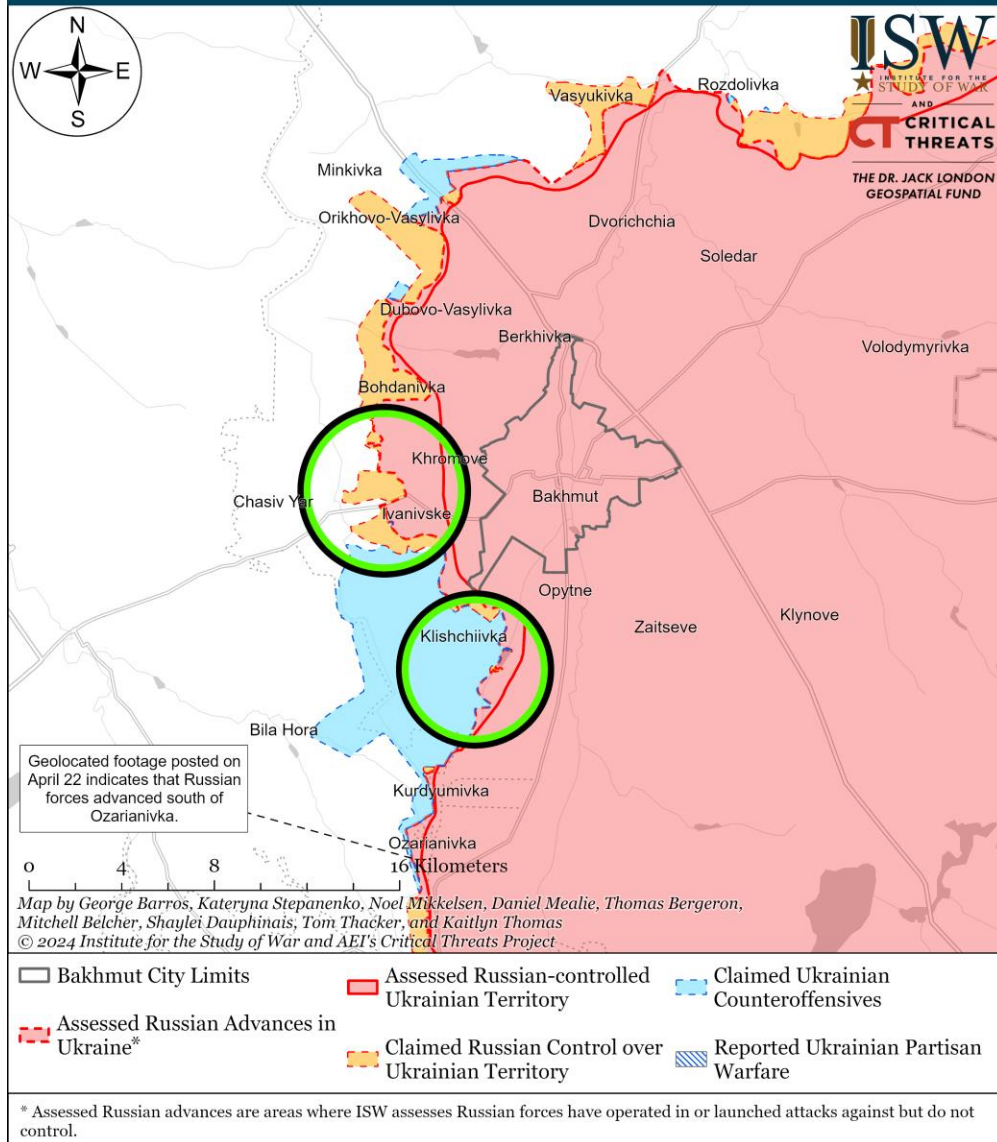 N
W E
S
ISW
INSTITUTE FOR THE
STUDY OF WAR
AND
CT CRITICAL
THREATS
THE DR. JACK LONDON
GEOSPATIAL FUND
Vasyukivka
Rozdolivka
Minkivka
Orikhovo-Vasylivka
Dvorichchia
Soledar
Dubovo-Vasylivka
Berkhivka
Volodymyrivka
Bohdanivka
Khromove
Chasiv Yar
Ivanivske
Bakhmut
Opytne
Klishchiivka
Zaitseve
Klynove
Bila Hora
Geolocated footage posted on
April 22 indicates that Russian
forces advanced south of
Ozarianivka.
Kurdyumivka
Ozarianivka
0 4 8 16 Kilometers
Map by George Barros, Kateryna Stepanenko, Noel Mikkelsen, Daniel Mealie, Thomas Bergeron,
Mitchell Belcher, Shaylei Dauphinais, Tom Thacker, and Kaitlyn Thomas
© 2024 Institute for the Study of War and AEI's Critical Threats Project
Bakhmut City Limits
Assessed Russian Advances in
Ukraine*
Assessed Russian-controlled
Ukrainian Territory
Claimed Russian Control over
Ukrainian Territory
Claimed Ukrainian
Counteroffensives
Reported Ukrainian Partisan
Warfare
* Assessed Russian advances are areas where ISW assesses Russian forces have operated in or launched attacks against but do not
control.